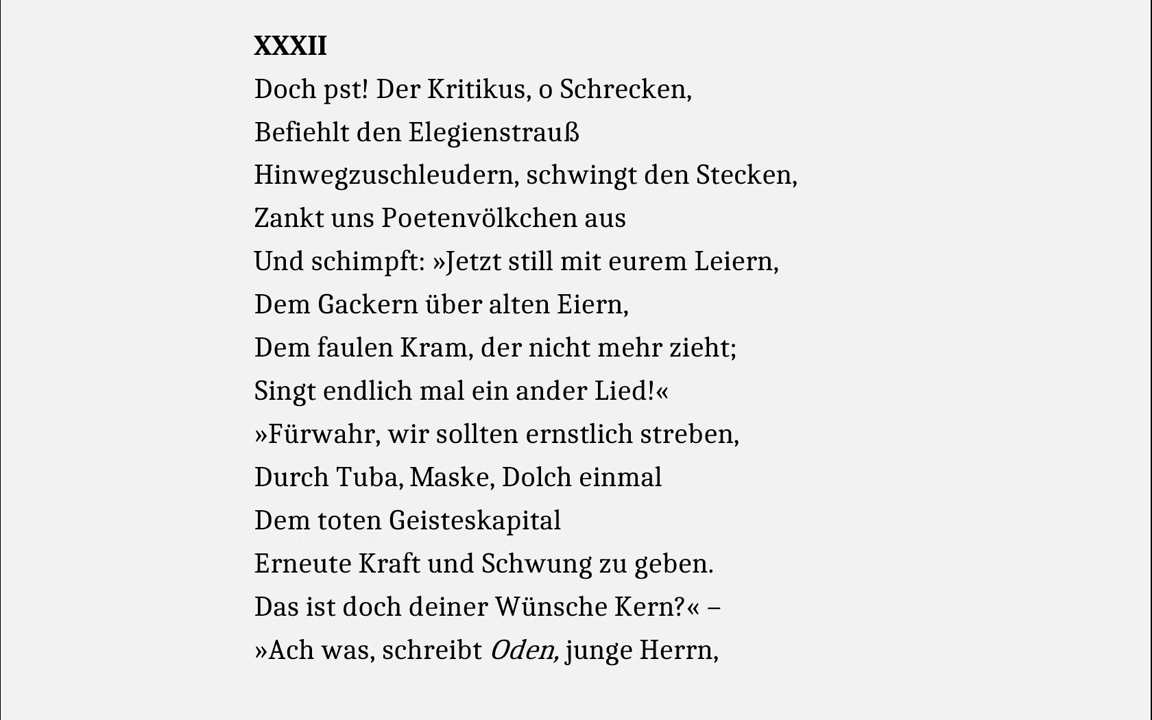 XXXII
Doch pst! Der Kritikus, o Schrecken,
Befiehlt den Elegienstrauß
Hinwegzuschleudern, schwingt den Stecken,
Zankt uns Poetenvölkchen aus
Und schimpft: »Jetzt still mit eurem Leiern,
Dem Gackern über alten Eiern,
Dem faulen Kram, der nicht mehr zieht;
Singt endlich mal ein ander Lied!«
»Fürwahr, wir sollten ernstlich streben,
Durch Tuba, Maske, Dolch einmal
Dem toten Geisteskapital
Erneute Kraft und Schwung zu geben.
Das ist doch deiner Wünsche Kern?« –
»Ach was, schreibt Oden, junge Herrn,